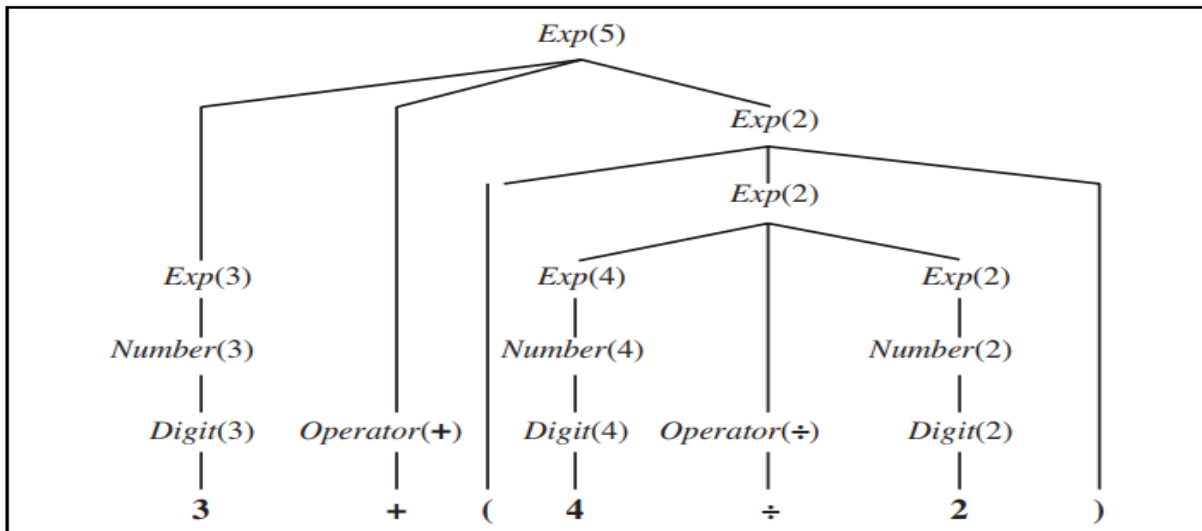 Exp(5)
Exp(2)
Exp(2)
Exp(3) Exp(4) Exp(2)
Number(3) Number(4) Number(2)
Digit(3) Operator(+) Digit(4) Operator(÷) Digit(2)
3 + ( 4 ÷ 2 )